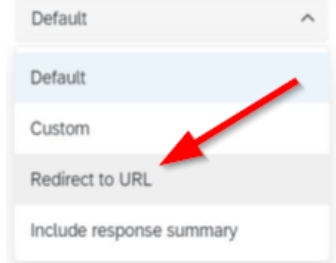 Default
Default
Custom
Redirect to URL
Include response summary